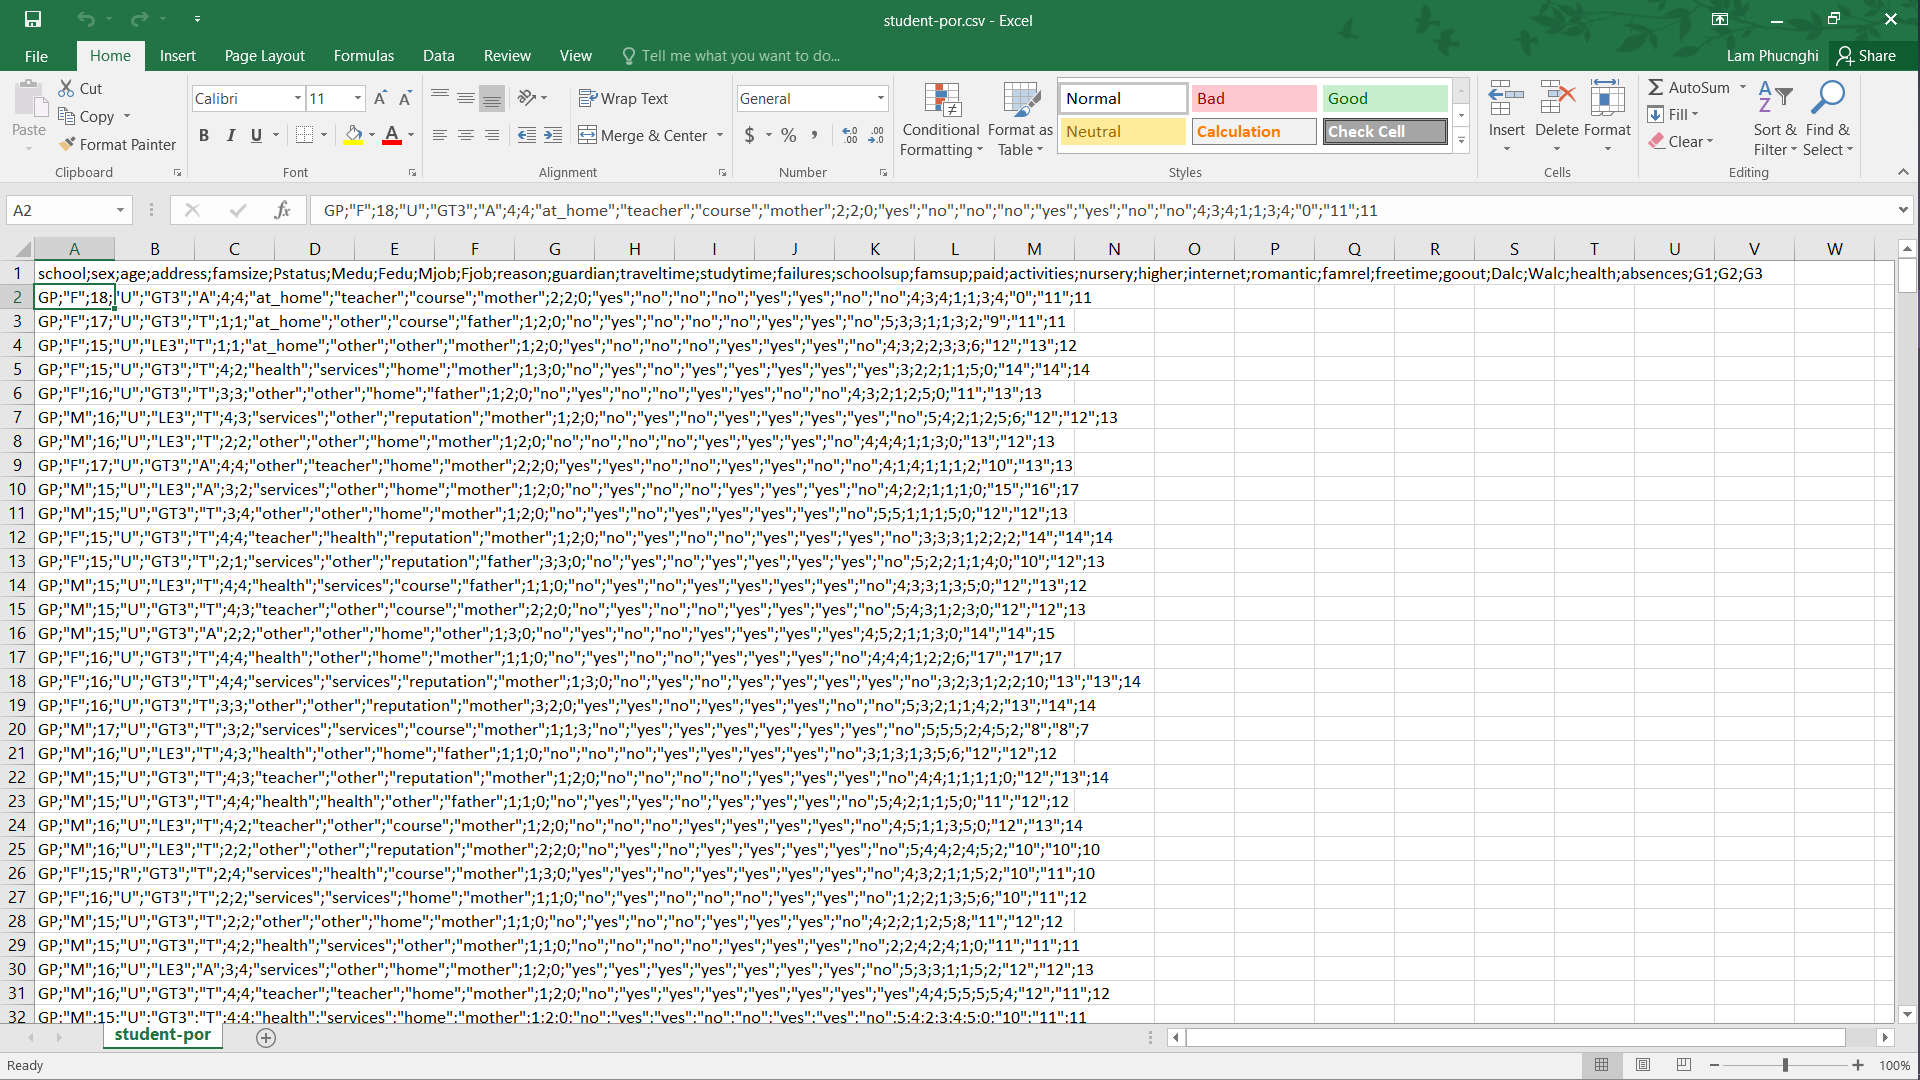 student-por.csv - Excel
File Home Insert Page Layout Formulas Data Review View Tell me what you want to do... Lam Phucnghi Share
Paste Cut Copy Format Painter Clipboard
Calibri 11 A A B I U A Font
Wrap Text Merge & Center Alignment
General $ % , .00 Number
Conditional Formatting Format as Table Normal Bad Good Neutral Calculation Check Cell Styles
Insert Delete Format Cells
AutoSum Fill Clear Sort & Filter Find & Select Editing
A2 fx GP;"F";18;"U";"GT3";"A";4;4;"at_home";"teacher";"course";"mother";2;2;0;"yes";"no";"no";"no";"yes";"yes";"no";"no";4;3;4;1;1;3;4;"0";"11";11
A B C D E F G H I J K L M N O P Q R S T U V W
1 school;sex;age;address;famsize;Pstatus;Medu;Fedu;Mjob;Fjob;reason;guardian;traveltime;studytime;failures;schoolsup;famsup;paid;activities;nursery;higher;internet;romantic;famrel;freetime;goout;Dalc;Walc;health;absences;G1;G2;G3
2 GP;"F";18;"U";"GT3";"A";4;4;"at_home";"teacher";"course";"mother";2;2;0;"yes";"no";"no";"no";"yes";"yes";"no";"no";4;3;4;1;1;3;4;"0";"11";11
3 GP;"F";17;"U";"GT3";"T";1;1;"at_home";"other";"course";"father";1;2;0;"no";"yes";"no";"no";"no";"yes";"yes";"no";5;3;3;1;1;3;2;"9";"11";11
4 GP;"F";15;"U";"LE3";"T";1;1;"at_home";"other";"other";"mother";1;2;0;"yes";"no";"no";"no";"yes";"yes";"yes";"no";4;3;2;2;3;3;6;"12";"13";12
5 GP;"F";15;"U";"GT3";"T";4;2;"health";"services";"home";"mother";1;3;0;"no";"yes";"no";"yes";"yes";"yes";"yes";"yes";3;2;2;1;1;5;0;"14";"14";14
6 GP;"F";16;"U";"GT3";"T";3;3;"other";"other";"home";"father";1;2;0;"no";"yes";"no";"no";"yes";"yes";"no";"no";4;3;2;1;2;5;0;"11";"13";13
7 GP;"M";16;"U";"LE3";"T";4;3;"services";"other";"reputation";"mother";1;2;0;"no";"yes";"no";"yes";"yes";"yes";"yes";"no";5;4;2;1;2;5;6;"12";"12";13
8 GP;"M";16;"U";"LE3";"T";2;2;"other";"other";"home";"mother";1;2;0;"no";"no";"no";"no";"yes";"yes";"yes";"no";4;4;4;1;1;3;0;"13";"12";13
9 GP;"F";17;"U";"GT3";"A";4;4;"other";"teacher";"home";"mother";2;2;0;"yes";"yes";"no";"no";"yes";"yes";"no";"no";4;1;4;1;1;1;2;"10";"13";13
10 GP;"M";15;"U";"LE3";"A";3;2;"services";"other";"home";"mother";1;2;0;"no";"yes";"no";"no";"yes";"yes";"yes";"no";4;2;2;1;1;1;0;"15";"16";17
11 GP;"M";15;"U";"GT3";"T";3;4;"other";"other";"home";"mother";1;2;0;"no";"yes";"no";"yes";"yes";"yes";"yes";"no";5;5;1;1;1;5;0;"12";"12";13
12 GP;"F";15;"U";"GT3";"T";4;4;"teacher";"health";"reputation";"mother";1;2;0;"no";"yes";"no";"no";"yes";"yes";"yes";"no";3;3;3;1;2;2;2;"14";"14";14
13 GP;"F";15;"U";"GT3";"T";2;1;"services";"other";"reputation";"father";3;3;0;"no";"yes";"no";"yes";"yes";"yes";"yes";"no";5;2;2;1;1;4;0;"10";"12";13
14 GP;"M";15;"U";"LE3";"T";4;4;"health";"services";"course";"father";1;1;0;"no";"yes";"no";"yes";"yes";"yes";"yes";"no";4;3;3;1;3;5;0;"12";"13";12
15 GP;"M";15;"U";"GT3";"T";4;3;"teacher";"other";"course";"mother";2;2;0;"no";"yes";"no";"no";"yes";"yes";"yes";"no";5;4;3;1;2;3;0;"12";"12";13
16 GP;"M";15;"U";"GT3";"A";2;2;"other";"other";"home";"other";1;3;0;"no";"yes";"no";"no";"yes";"yes";"yes";"yes";4;5;2;1;1;3;0;"14";"14";15
17 GP;"F";16;"U";"GT3";"T";4;4;"health";"other";"home";"mother";1;1;0;"no";"yes";"no";"no";"yes";"yes";"yes";"no";4;4;4;1;2;2;6;"17";"17";17
18 GP;"F";16;"U";"GT3";"T";4;4;"services";"services";"reputation";"mother";1;3;0;"no";"yes";"no";"yes";"yes";"yes";"yes";"no";3;2;3;1;2;2;10;"13";"13";14
19 GP;"F";16;"U";"GT3";"T";3;3;"other";"other";"reputation";"mother";3;2;0;"yes";"yes";"no";"yes";"yes";"yes";"no";"no";5;3;2;1;1;4;2;"13";"14";14
20 GP;"M";17;"U";"GT3";"T";3;2;"services";"services";"course";"mother";1;1;3;"no";"yes";"no";"yes";"yes";"yes";"yes";"no";5;5;5;2;4;5;2;"8";"8";7
21 GP;"M";16;"U";"LE3";"T";4;3;"health";"other";"home";"father";1;1;0;"no";"no";"no";"yes";"yes";"yes";"yes";"no";3;1;3;1;3;5;6;"12";"12";12
22 GP;"M";15;"U";"GT3";"T";4;3;"teacher";"other";"reputation";"mother";1;2;0;"no";"no";"no";"no";"yes";"yes";"yes";"no";4;4;1;1;1;1;0;"12";"13";14
23 GP;"M";15;"U";"GT3";"T";4;4;"health";"health";"other";"father";1;1;0;"no";"yes";"yes";"no";"yes";"yes";"yes";"no";5;4;2;1;1;5;0;"11";"12";12
24 GP;"M";16;"U";"LE3";"T";4;2;"teacher";"other";"course";"mother";1;2;0;"no";"no";"no";"yes";"yes";"yes";"yes";"no";4;5;1;1;3;5;0;"12";"13";14
25 GP;"M";16;"U";"LE3";"T";2;2;"other";"other";"reputation";"mother";2;2;0;"no";"yes";"no";"yes";"yes";"yes";"yes";"no";5;4;4;2;4;5;2;"10";"10";10
26 GP;"F";15;"R";"GT3";"T";2;4;"services";"health";"course";"mother";1;3;0;"yes";"yes";"no";"yes";"yes";"yes";"yes";"no";4;3;2;1;1;5;2;"10";"11";10
27 GP;"F";16;"U";"GT3";"T";2;2;"services";"services";"home";"mother";1;1;0;"no";"yes";"no";"no";"no";"yes";"yes";"no";1;2;2;1;3;5;6;"10";"11";12
28 GP;"M";15;"U";"GT3";"T";2;2;"other";"other";"home";"mother";1;1;0;"no";"yes";"no";"no";"yes";"yes";"yes";"no";4;2;2;1;2;5;8;"11";"12";12
29 GP;"M";15;"U";"GT3";"T";4;2;"health";"services";"other";"mother";1;1;0;"no";"no";"no";"no";"yes";"yes";"yes";"no";2;2;4;2;4;1;0;"11";"11";11
30 GP;"M";16;"U";"LE3";"A";3;4;"services";"other";"home";"mother";1;2;0;"yes";"yes";"yes";"yes";"yes";"yes";"yes";"no";5;3;3;1;1;5;2;"12";"12";13
31 GP;"M";16;"U";"GT3";"T";4;4;"teacher";"teacher";"home";"mother";1;2;0;"no";"yes";"yes";"yes";"yes";"yes";"yes";"yes";4;4;5;5;5;5;4;"12";"11";12
32 GP;"M";15;"U";"GT3";"T";4;4;"health";"services";"home";"mother";1;2;0;"no";"yes";"yes";"no";"no";"yes";"yes";"no";5;4;2;3;4;5;0;"10";"11";11
student-por
Ready 100%